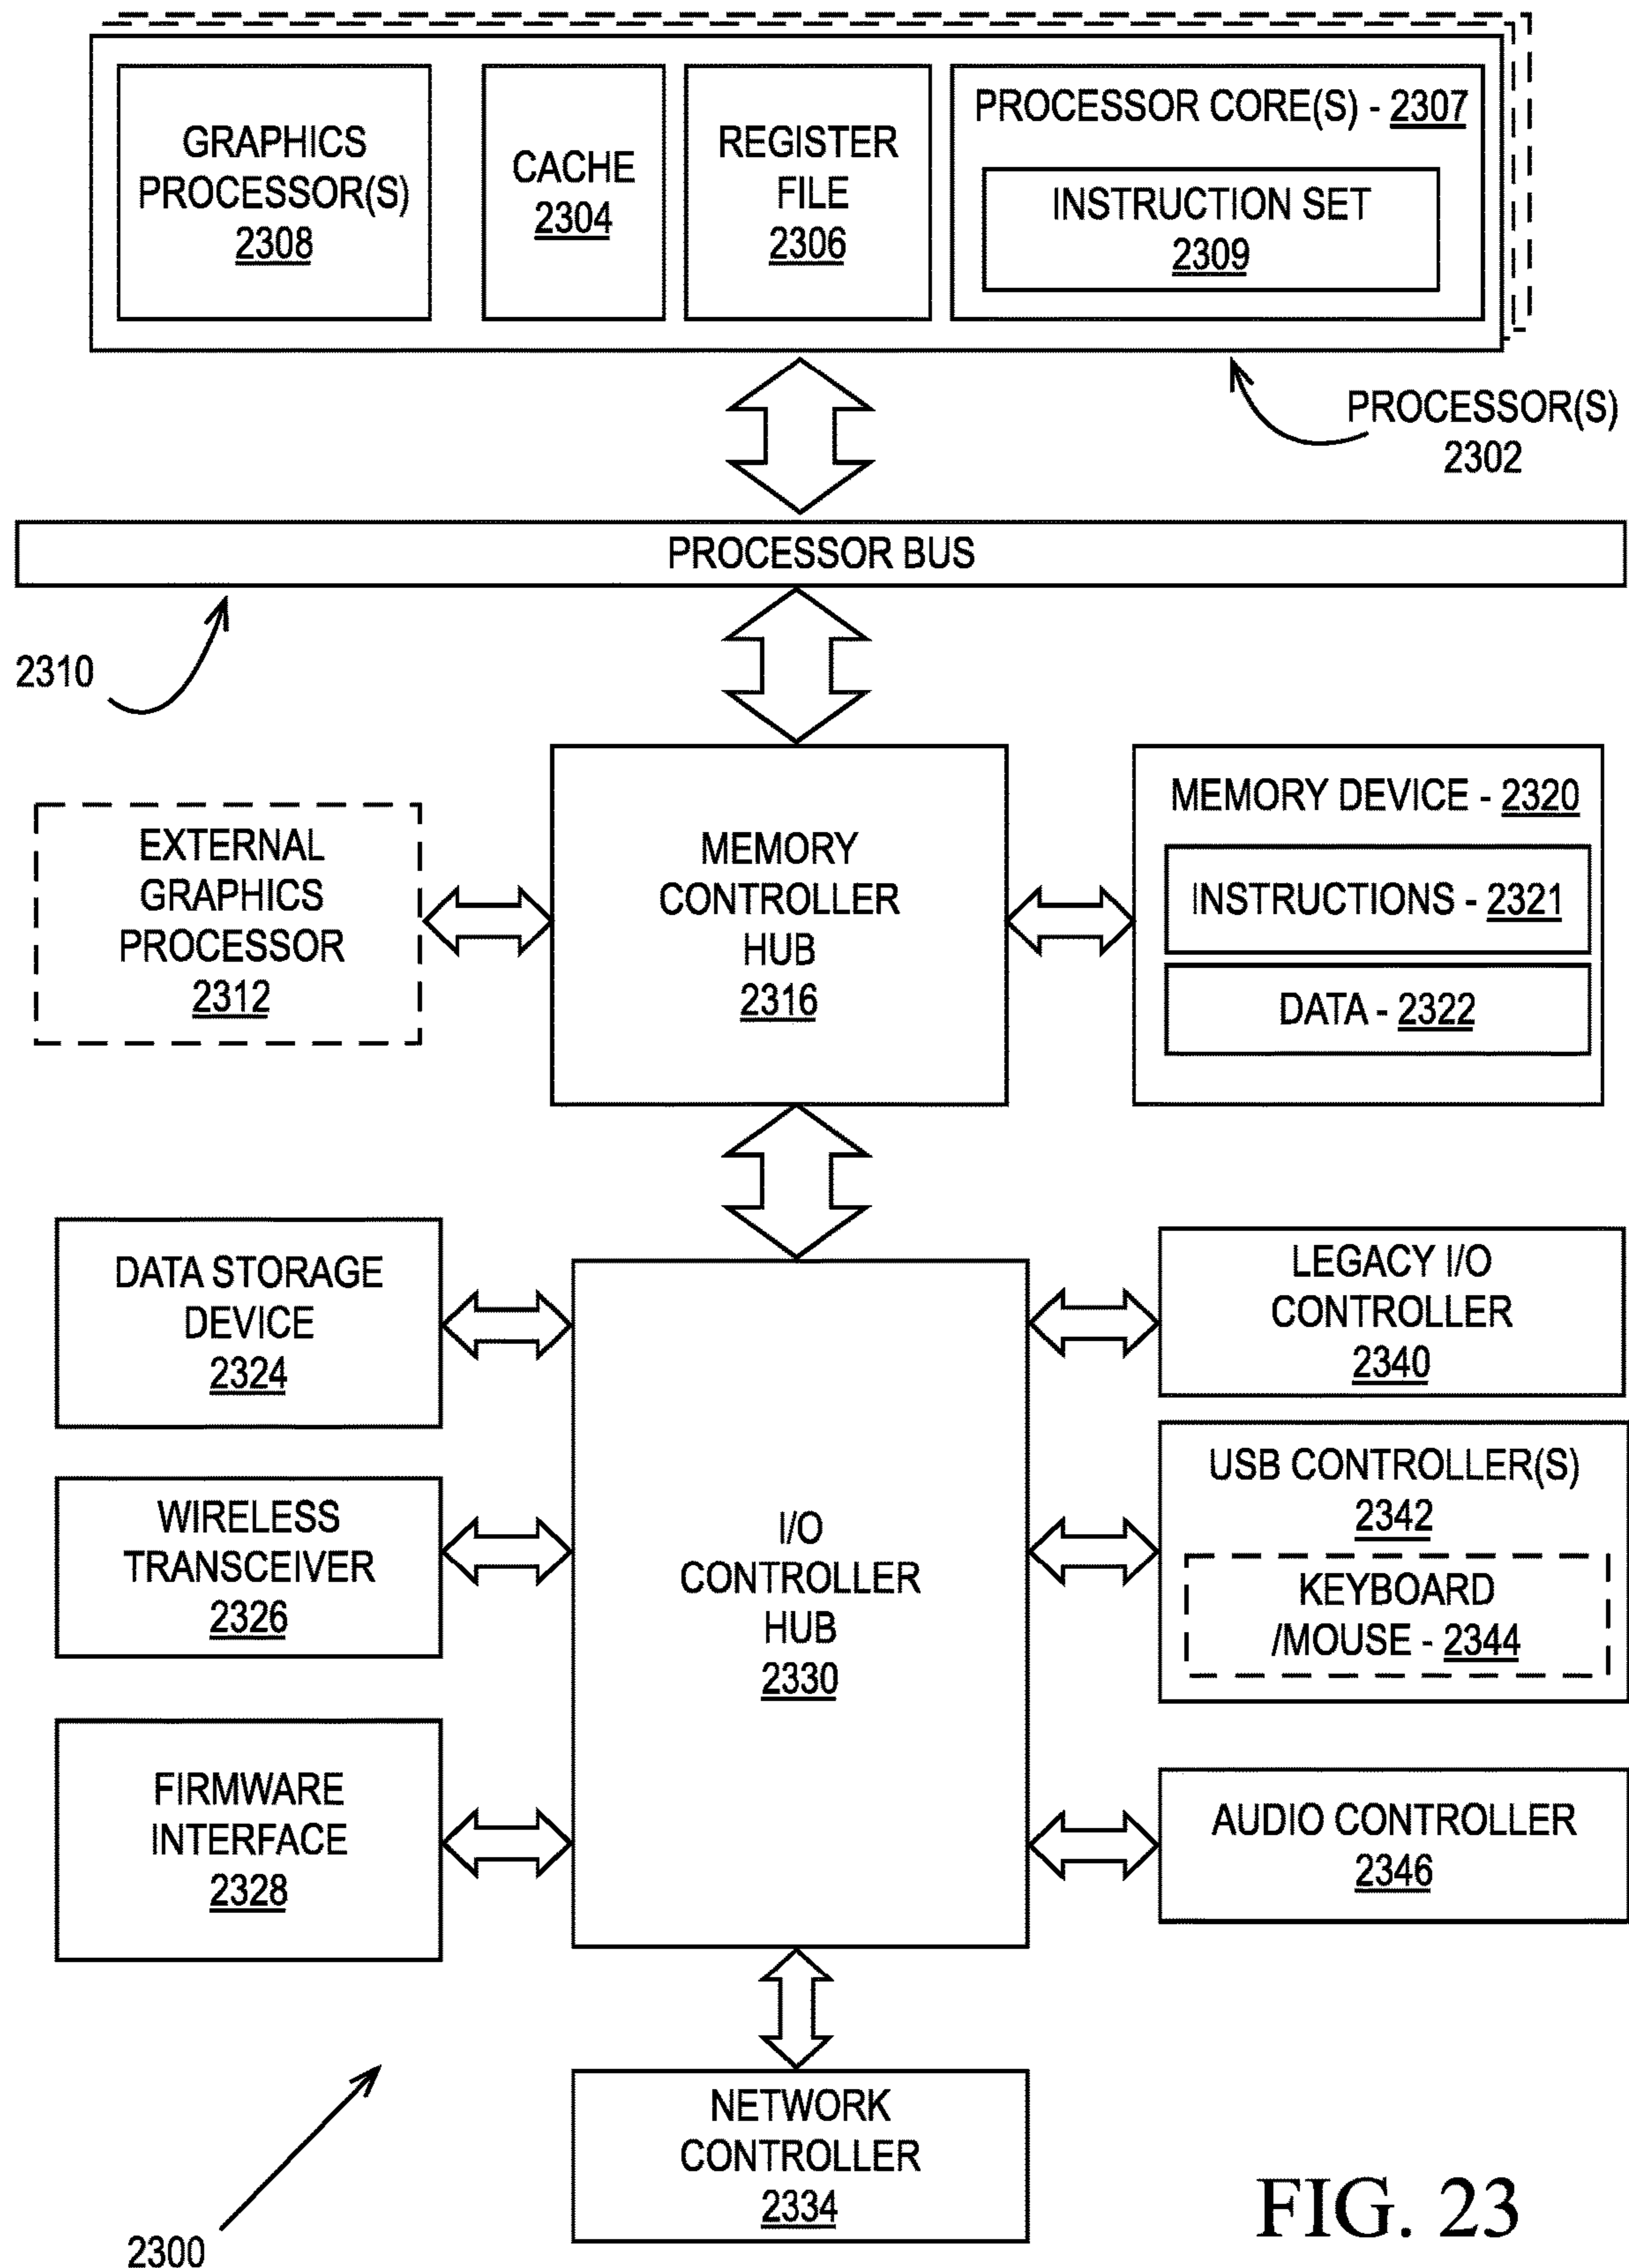 GRAPHICS
PROCESSOR(S)
2308
CACHE
2304
REGISTER
FILE
2306
PROCESSOR CORE(S) - 2307
INSTRUCTION SET
2309
PROCESSOR(S)
2302
PROCESSOR BUS
2310
EXTERNAL
GRAPHICS
PROCESSOR
2312
MEMORY
CONTROLLER
HUB
2316
MEMORY DEVICE - 2320
INSTRUCTIONS - 2321
DATA - 2322
DATA STORAGE
DEVICE
2324
WIRELESS
TRANSCEIVER
2326
FIRMWARE
INTERFACE
2328
I/O
CONTROLLER
HUB
2330
LEGACY I/O
CONTROLLER
2340
USB CONTROLLER(S)
2342
KEYBOARD
/MOUSE - 2344
AUDIO CONTROLLER
2346
NETWORK
CONTROLLER
2334
2300
FIG. 23